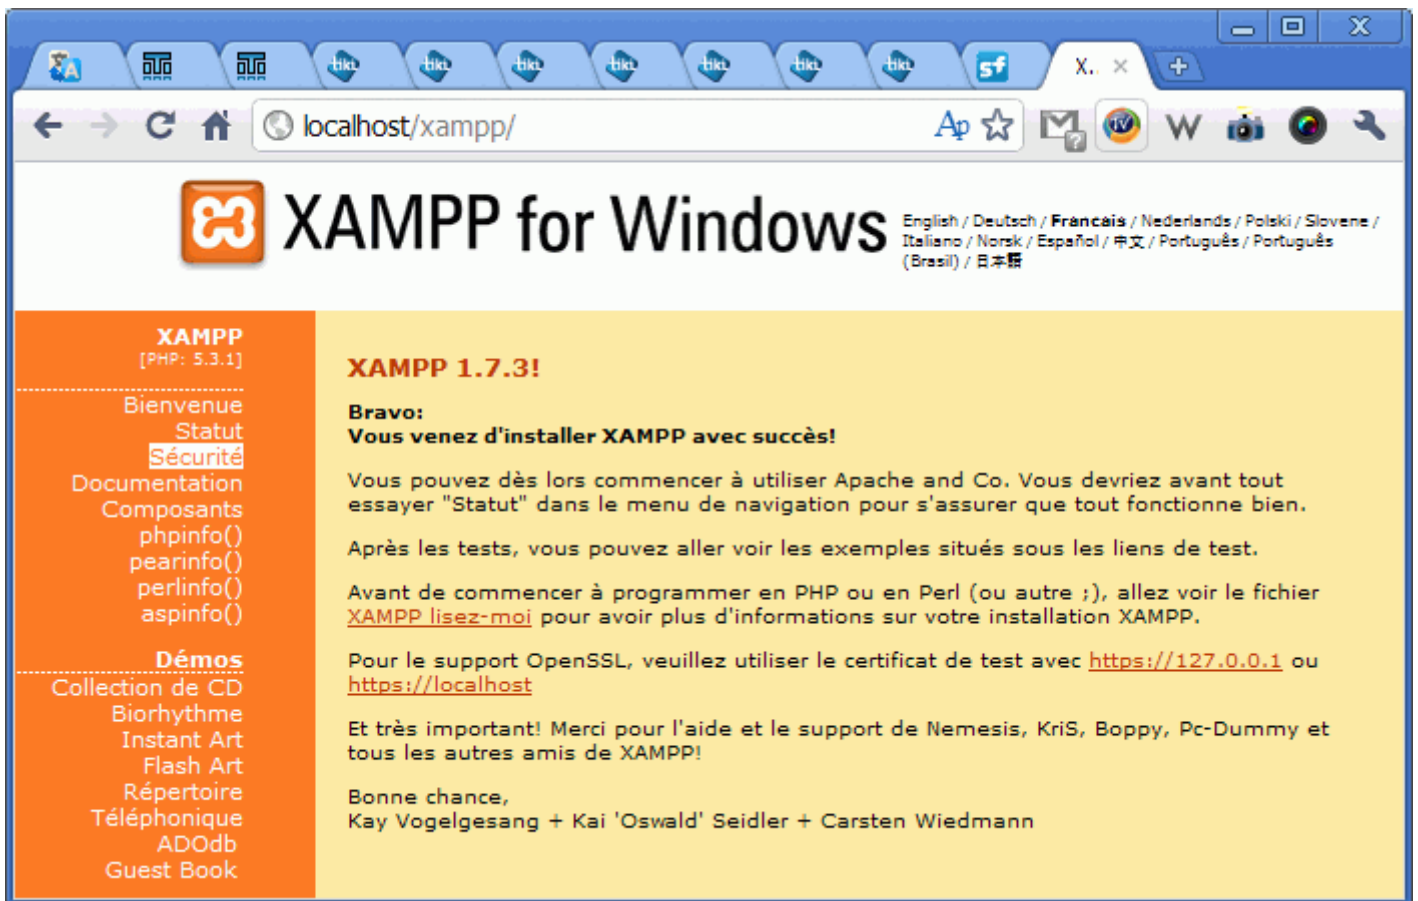 X..
localhost/xampp/
XAMPP for Windows
English / Deutsch / Francais / Nederlands / Polski / Slovene /
Italiano / Norsk / Español / 中文 / Português / Português
(Brasil) / 日本語
XAMPP
[PHP: 5.3.1]
Bienvenue
Statut
Sécurité
Documentation
Composants
phpinfo()
pearinfo()
perlinfo()
aspinfo()
Démos
Collection de CD
Biorhythme
Instant Art
Flash Art
Répertoire
Téléphonique
ADOdb
Guest Book
XAMPP 1.7.3!
Bravo:
Vous venez d'installer XAMPP avec succès!
Vous pouvez dès lors commencer à utiliser Apache and Co. Vous devriez avant tout
essayer "Statut" dans le menu de navigation pour s'assurer que tout fonctionne bien.
Après les tests, vous pouvez aller voir les exemples situés sous les liens de test.
Avant de commencer à programmer en PHP ou en Perl (ou autre ;), allez voir le fichier
XAMPP lisez-moi pour avoir plus d'informations sur votre installation XAMPP.
Pour le support OpenSSL, veuillez utiliser le certificat de test avec https://127.0.0.1 ou
https://localhost
Et très important! Merci pour l'aide et le support de Nemesis, KriS, Boppy, Pc-Dummy et
tous les autres amis de XAMPP!
Bonne chance,
Kay Vogelgesang + Kai 'Oswald' Seidler + Carsten Wiedmann